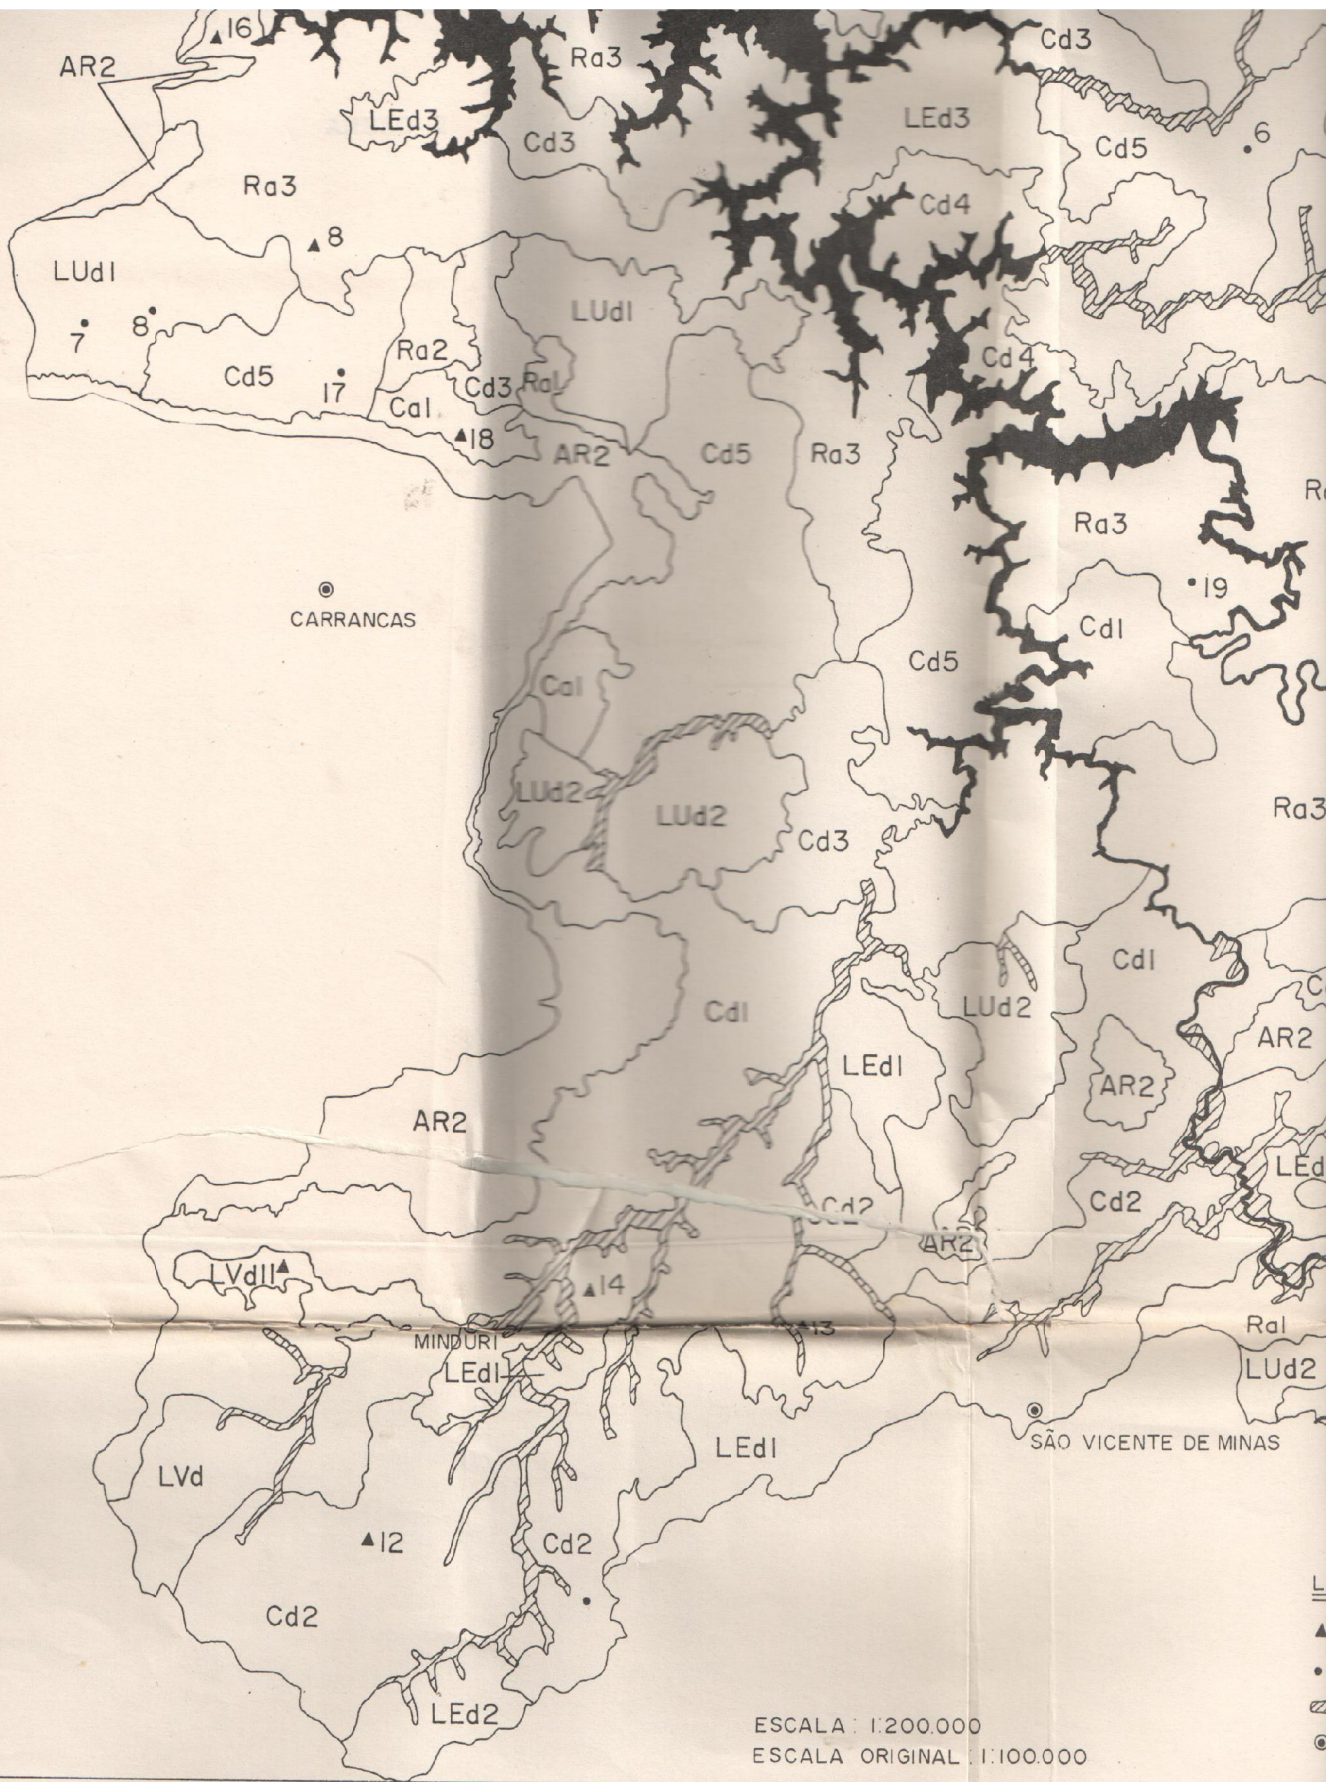 16
Cd3
AR2
Ra3
LEd3
LEd3
Cd3
Cd5
6
Ra3
Cd4
8
LUd1
LUd1
8
7
Ra2
Cd4
Cd5
17
Cd3
Ra1
Ca1
18
AR2
Cd5
Ra3
Ra3
19
CARRANCAS
Cd1
Cd5
Ca1
LUd2
LUd2
Cd3
Ra3
Cd1
LUd2
Cd1
AR2
LEd1
AR2
AR2
LEd
Cd2
Cd2
AR2
LVd11
14
13
Ra1
MINDURI
LEd1
LUd2
SÃO VICENTE DE MINAS
LEd1
LVd
12
Cd2
Cd2
LEd2
ESCALA: 1:200.000
ESCALA ORIGINAL: 1:100.000